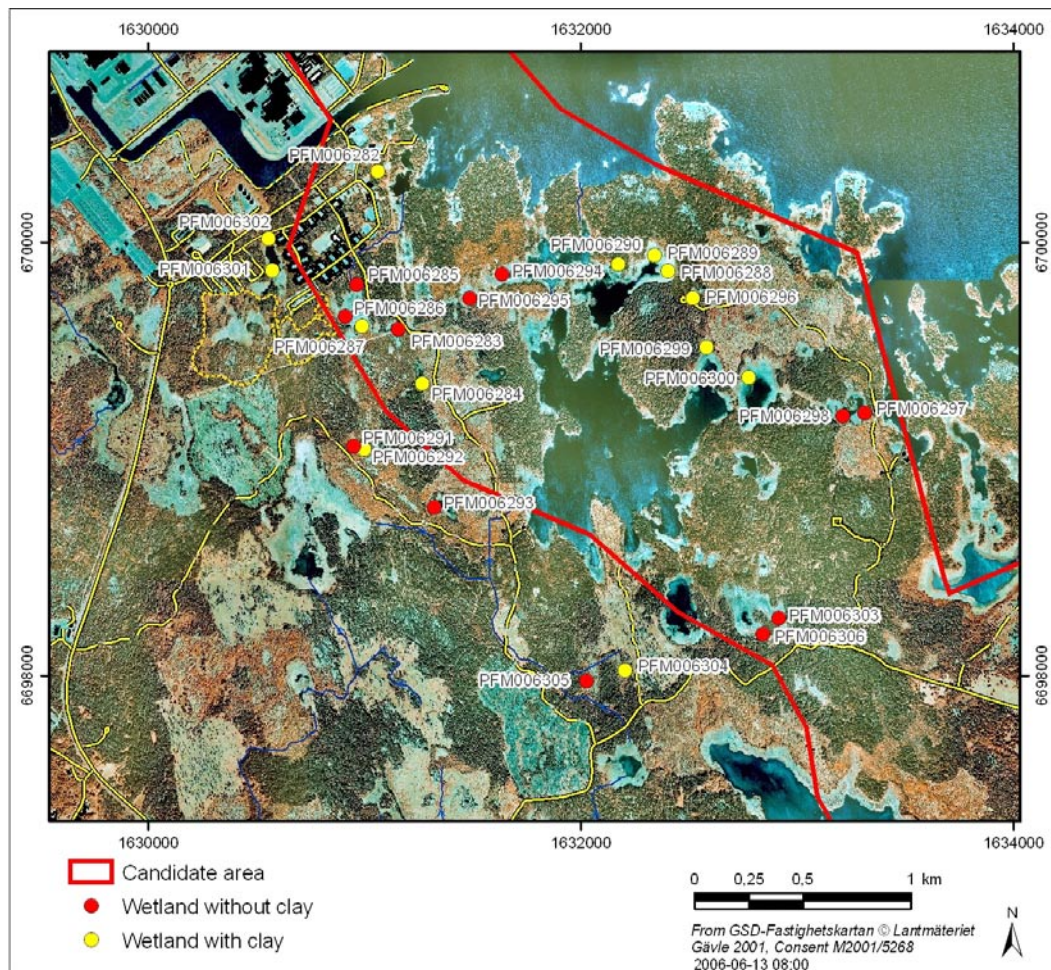 1630000
1632000
1634000
PFM006282
PFM006302
6700000
6700000
PFM006290
PFM006289
PFM006301
PFM006285
PFM006294
PFM006288
PFM006286
PFM006295
PFM006296
PFM006287
PFM006283
PFM006299
PFM006300
PFM006284
PFM006298
PFM006297
PFM006291
PFM006292
PFM006293
PFM006303
PFM006306
PFM006304
PFM006305
6698000
6698000
1630000
1632000
1634000
Candidate area
Wetland without clay
Wetland with clay
0 0,25 0,5 1 km
From GSD-Fastighetskartan © Lantmäteriet
Gävle 2001, Consent M2001/5268
2006-06-13 08:00
N